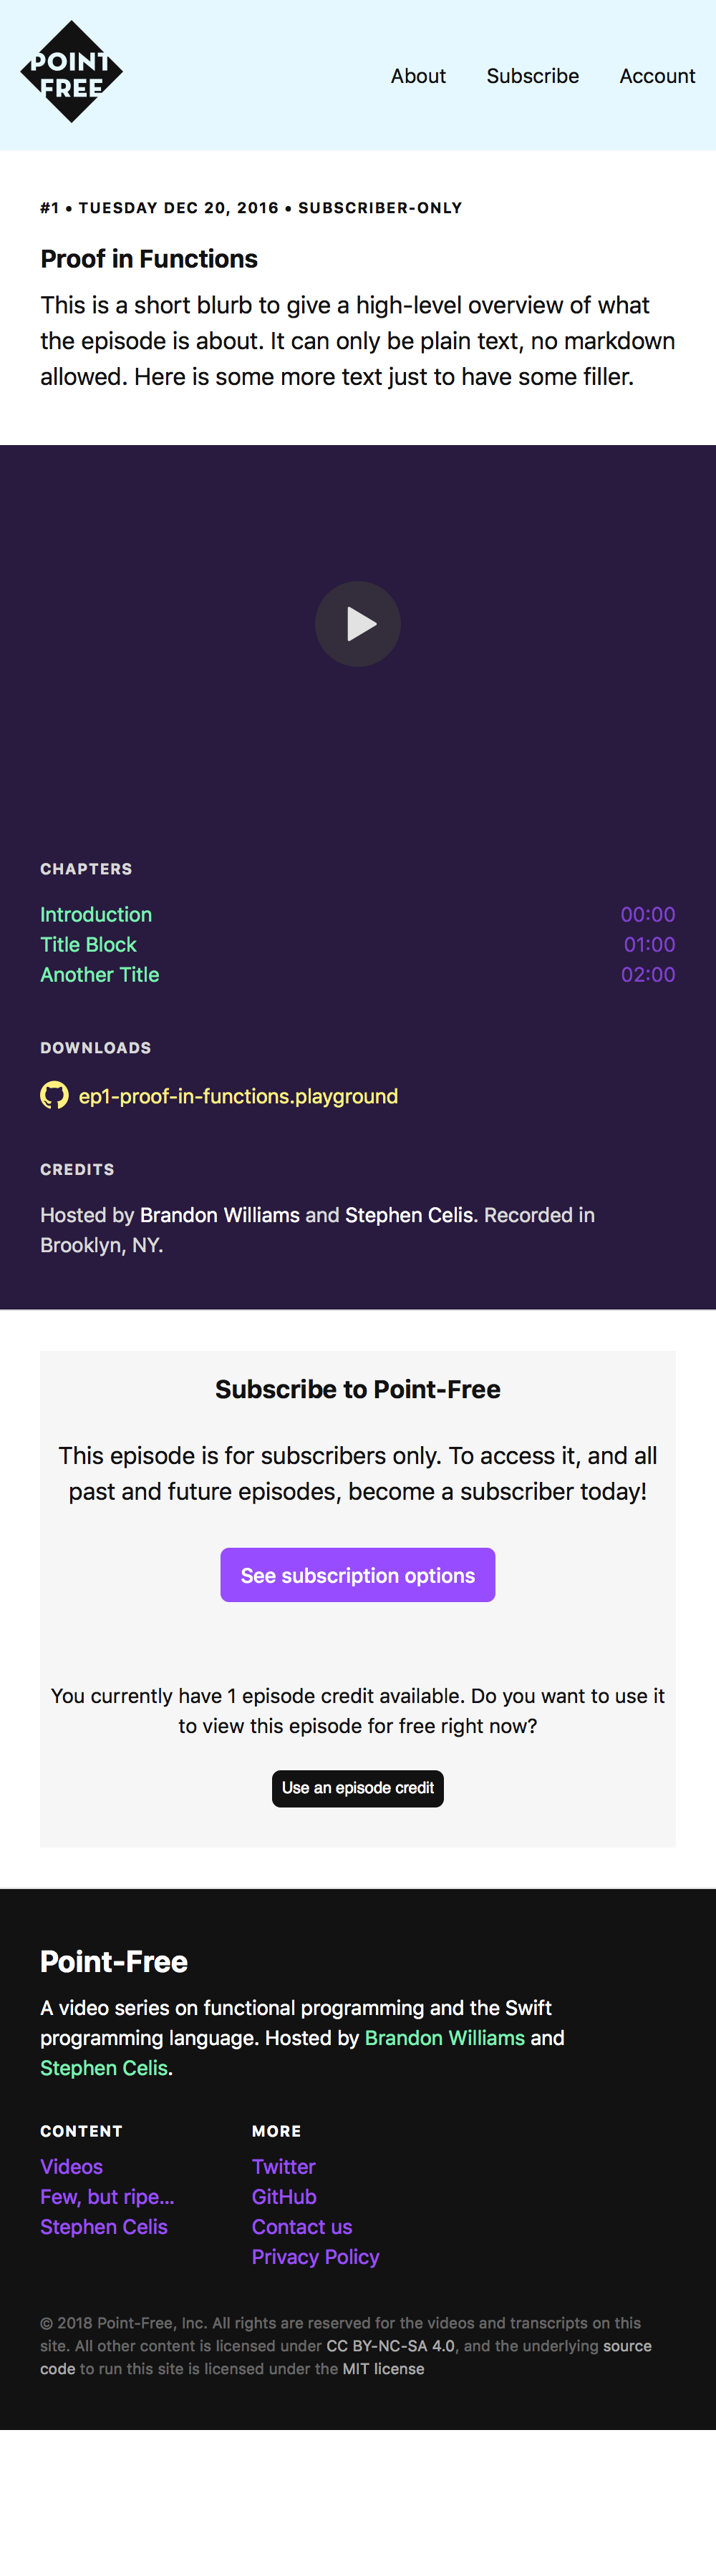 POINT
FREE
About Subscribe Account
#1 • TUESDAY DEC 20, 2016 • SUBSCRIBER-ONLY
Proof in Functions
This is a short blurb to give a high-level overview of what
the episode is about. It can only be plain text, no markdown
allowed. Here is some more text just to have some filler.
CHAPTERS
Introduction 00:00
Title Block 01:00
Another Title 02:00
DOWNLOADS
ep1-proof-in-functions.playground
CREDITS
Hosted by Brandon Williams and Stephen Celis. Recorded in
Brooklyn, NY.
Subscribe to Point-Free
This episode is for subscribers only. To access it, and all
past and future episodes, become a subscriber today!
See subscription options
You currently have 1 episode credit available. Do you want to use it
to view this episode for free right now?
Use an episode credit
Point-Free
A video series on functional programming and the Swift
programming language. Hosted by Brandon Williams and
Stephen Celis.
CONTENT
Videos
Few, but ripe...
Stephen Celis
MORE
Twitter
GitHub
Contact us
Privacy Policy
© 2018 Point-Free, Inc. All rights are reserved for the videos and transcripts on this
site. All other content is licensed under CC BY-NC-SA 4.0, and the underlying source
code to run this site is licensed under the MIT license